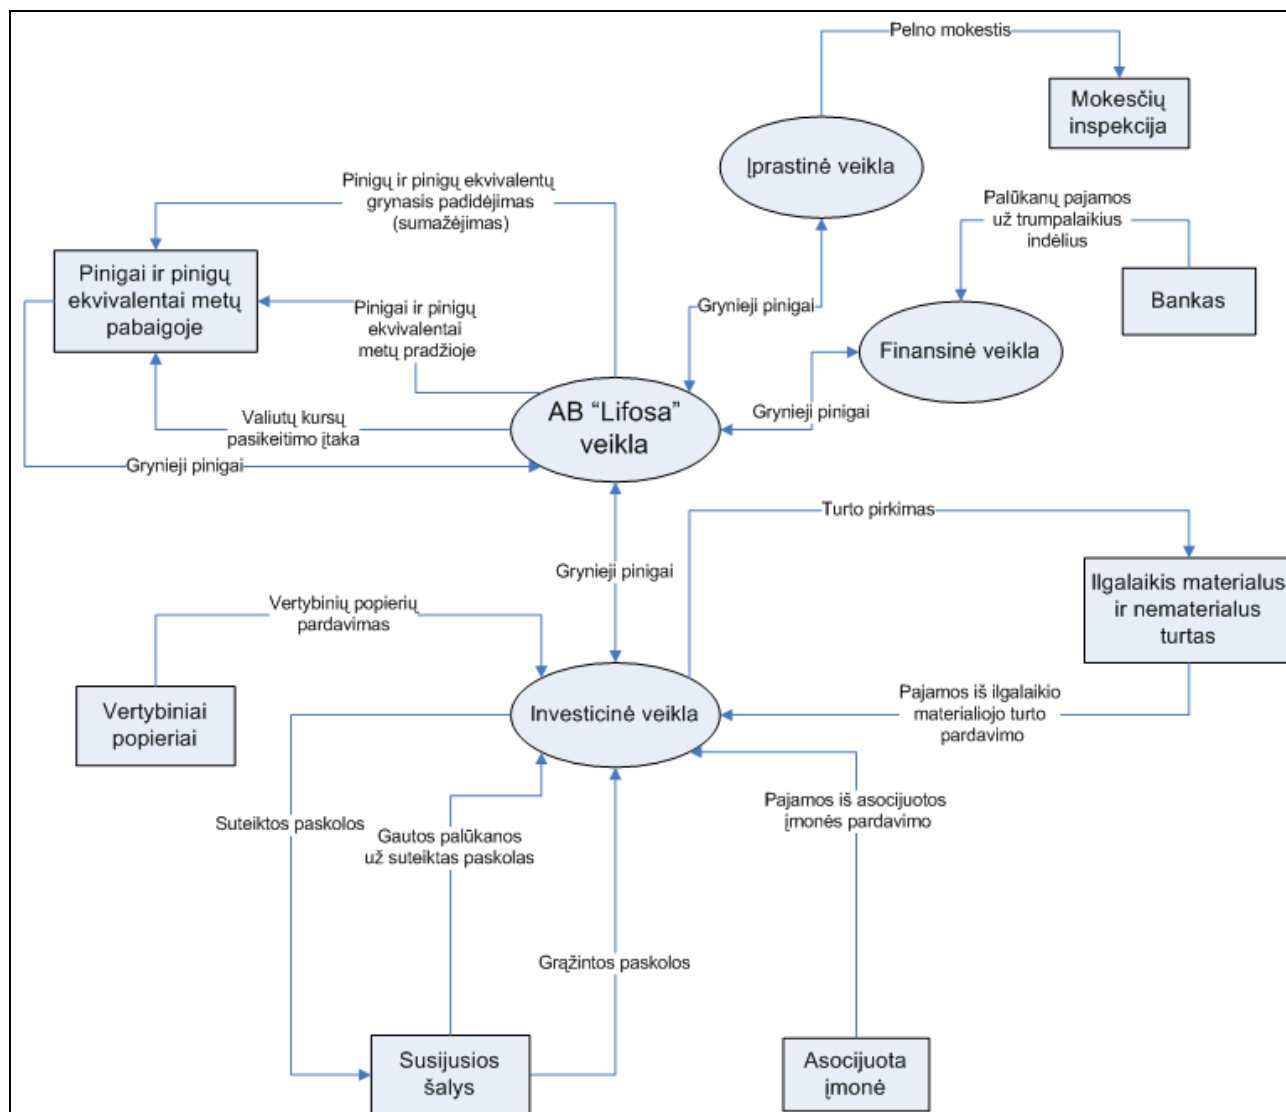 Pelno mokestis
Mokesčių
inspekcija
Įprastinė veikla
Pinigų ir pinigų ekvivalentų
grynasis padidėjimas
(sumažėjimas)
Palūkanų pajamos
už trumpalaikius
indėlius
Pinigai ir pinigų
ekvivalentai metų
pabaigoje
Bankas
Pinigai ir pinigų
ekvivalentai
metų pradžioje
Grynieji pinigai
Finansinė veikla
AB “Lifosa”
veikla
Grynieji pinigai
Valiutų kursų
pasikeitimo įtaka
Grynieji pinigai
Turto pirkimas
Grynieji pinigai
Ilgalaikis materialus
ir nematerialus
turtas
Vertybinių popierių
pardavimas
Vertybiniai
popieriai
Investicinė veikla
Pajamos iš ilgalaikio
materialiojo turto
pardavimo
Suteiktos paskolos
Gautos palūkanos
už suteiktas paskolas
Pajamos iš asocijuotos
įmonės pardavimo
Grąžintos paskolos
Susijusios
šalys
Asocijuota
įmonė